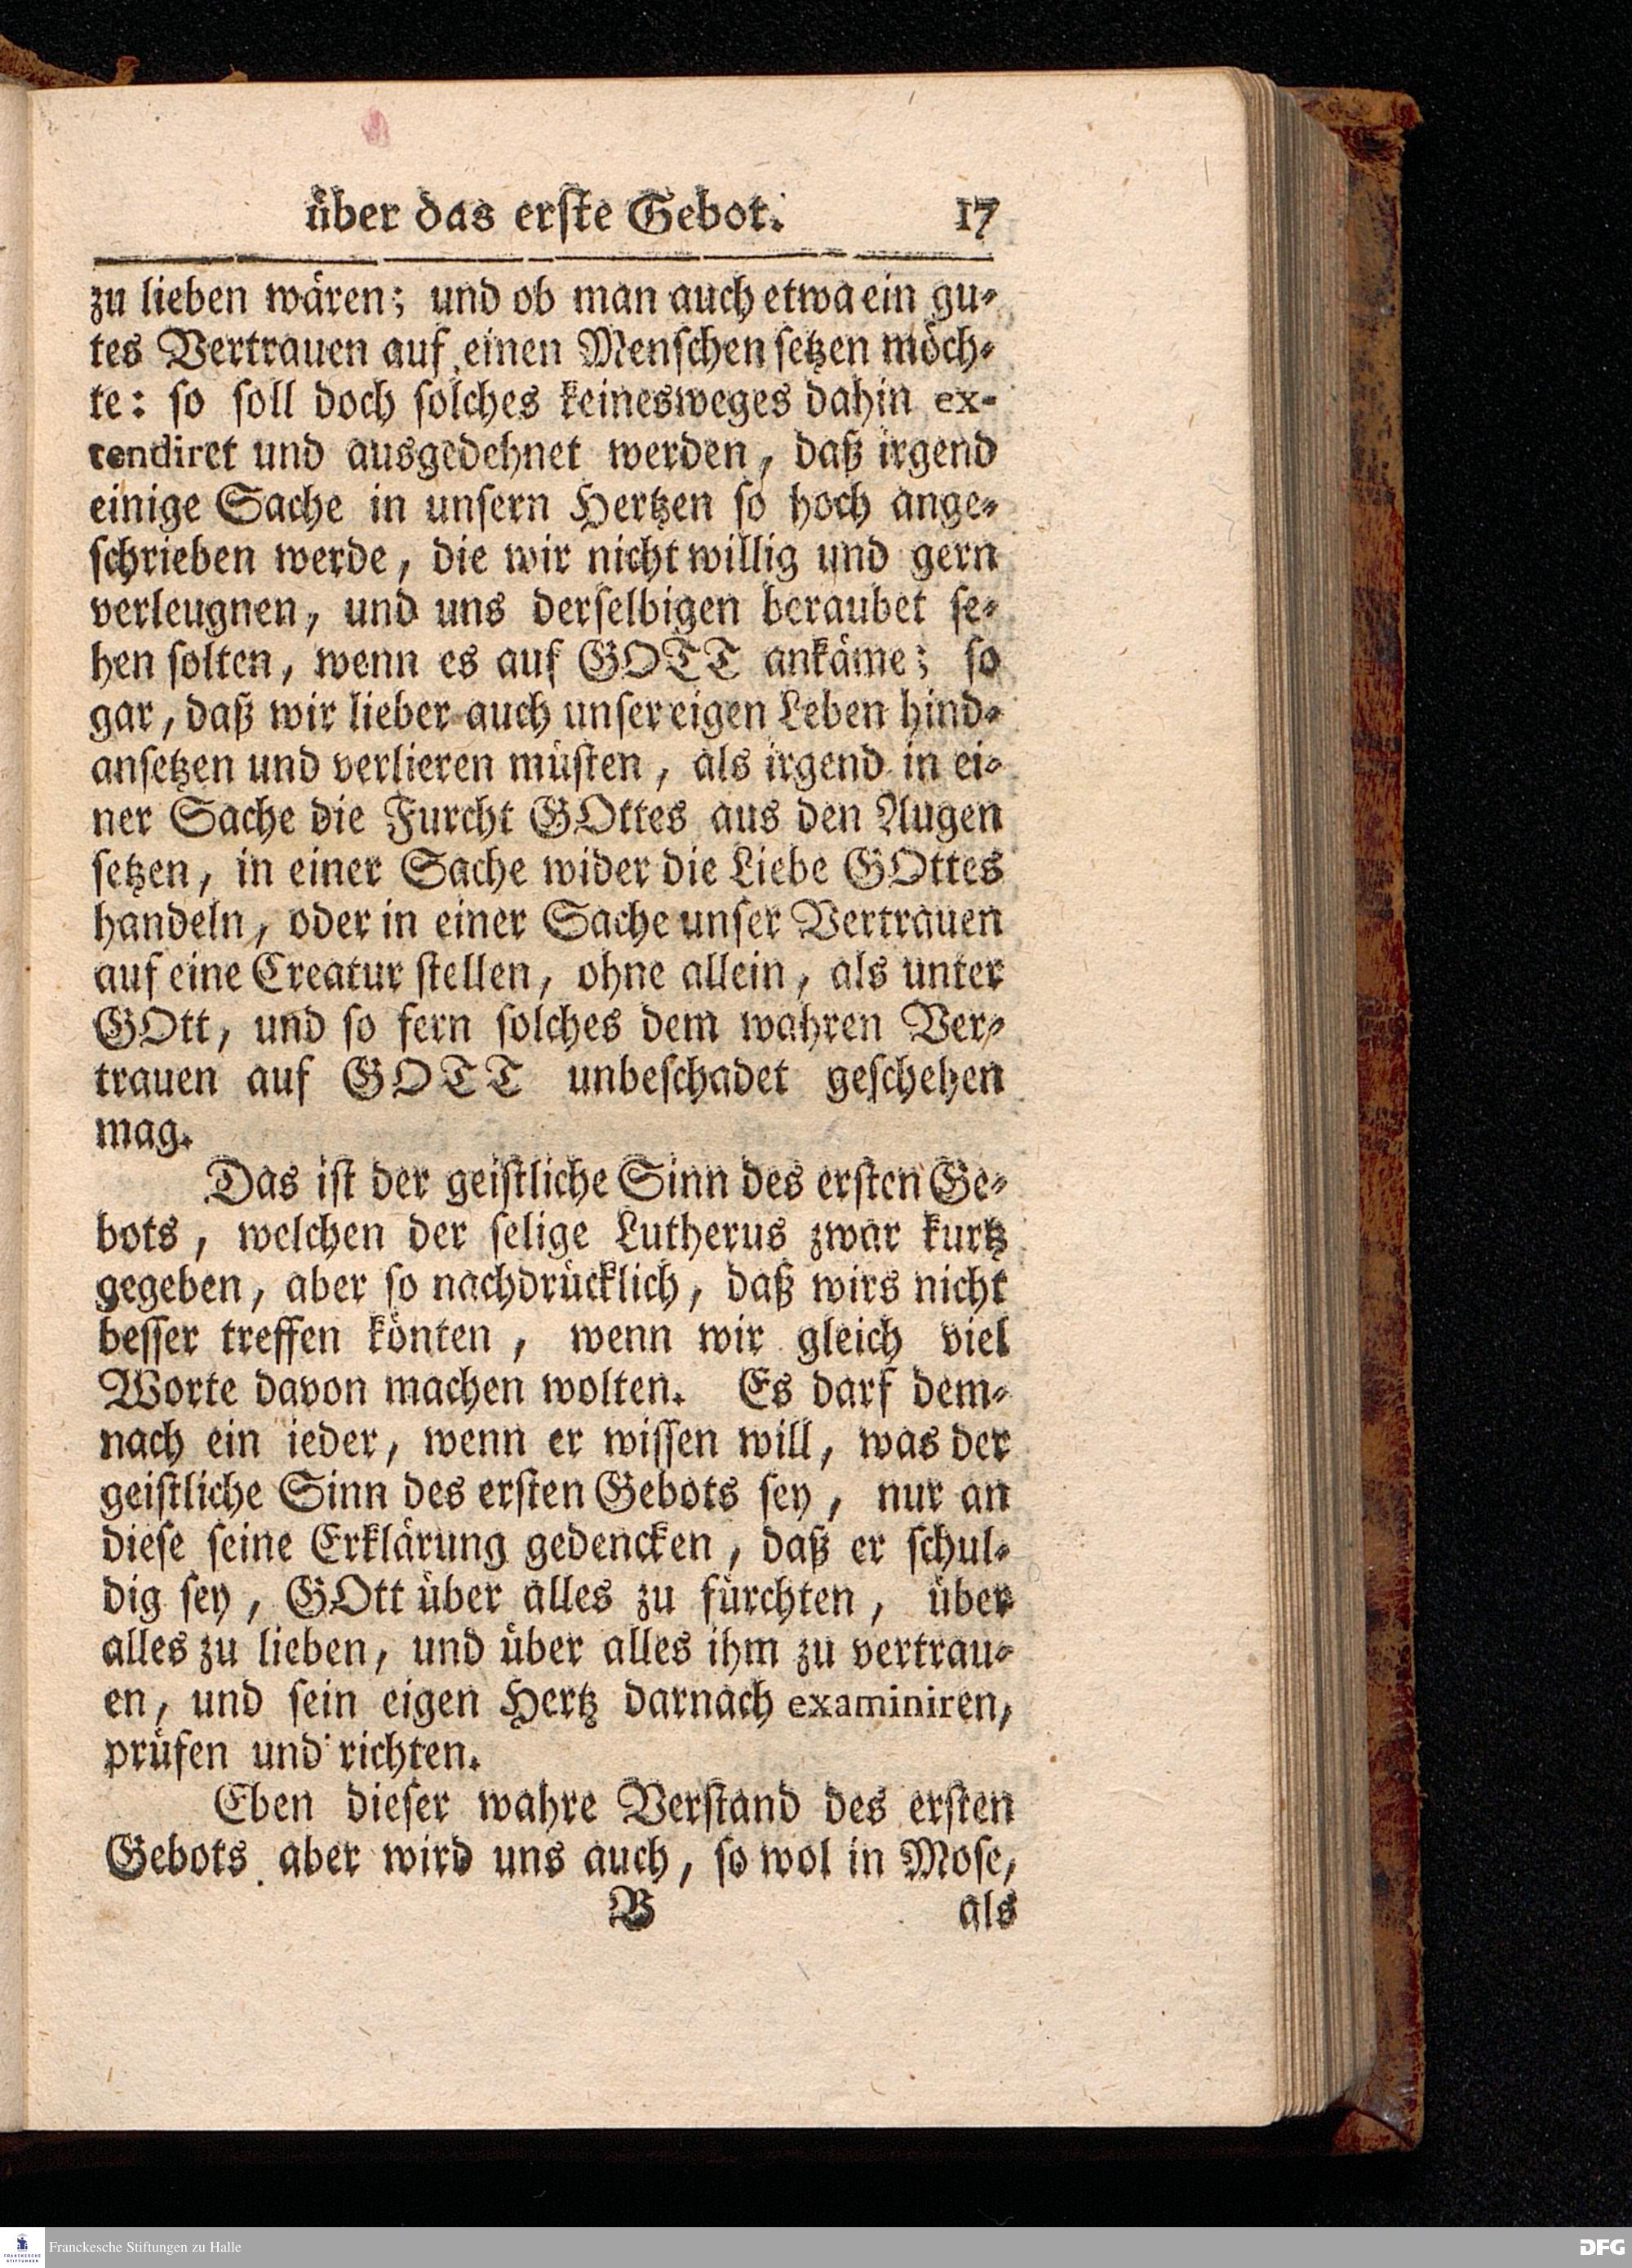 über das erste Gebot. 17
zu lieben wären; und ob man auch etwa ein gu-
tes Vertrauen auf einen Menschen setzen möch-
te: so soll doch solches keinesweges dahin ex-
tendiret und ausgedehnet werden, daß irgend
einige Sache in unsern Hertzen so hoch ange-
schrieben werde, die wir nicht willig und gern
verleugnen, und uns derselbigen beraubet se-
hen solten, wenn es auf GOTT ankäme; so
gar, daß wir lieber auch unser eigen Leben hind-
ansetzen und verlieren müsten, als irgend in ei-
ner Sache die Furcht GOttes aus den Augen
setzen, in einer Sache wider die Liebe GOttes
handeln, oder in einer Sache unser Vertrauen
auf eine Creatur stellen, ohne allein, als unter
GOtt, und so fern solches dem wahren Ver-
trauen auf GOTT unbeschadet geschehen
mag.
Das ist der geistliche Sinn des ersten Ge-
bots, welchen der selige Lutherus zwar kurtz
gegeben, aber so nachdrücklich, daß wirs nicht
besser treffen könten, wenn wir gleich viel
Worte davon machen wolten. Es darf dem-
nach ein ieder, wenn er wissen will, was der
geistliche Sinn des ersten Gebots sey, nur an
diese seine Erklärung gedencken, daß er schul-
dig sey, GOtt über alles zu fürchten, über
alles zu lieben, und über alles ihm zu vertrau-
en, und sein eigen Hertz darnach examiniren,
prüfen und richten.
Eben dieser wahre Verstand des ersten
Gebots aber wird uns auch, so wol in Mose,
B als
FRANCKESCHE
STIFTUNGEN
Franckesche Stiftungen zu Halle
DFG